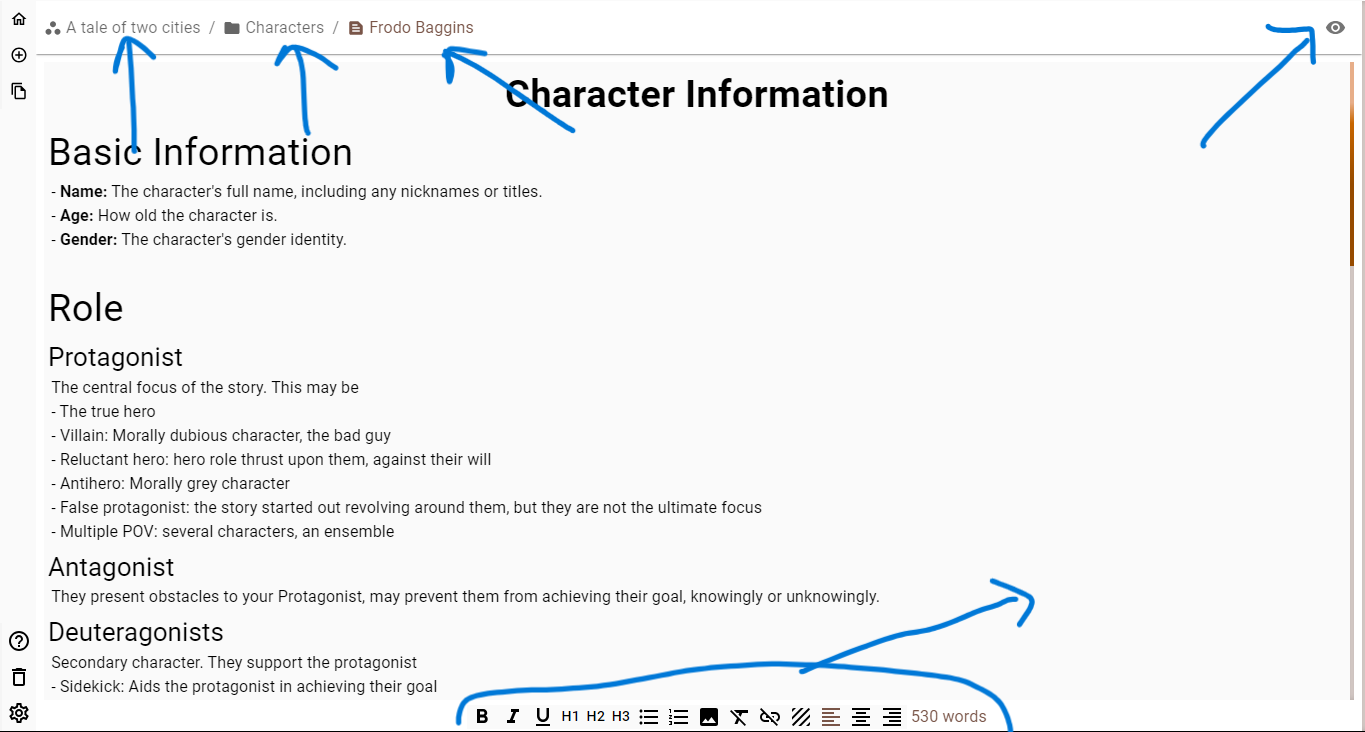 A tale of two cities / Characters / Frodo Baggins
Character Information
Basic Information
- Name: The character's full name, including any nicknames or titles.
- Age: How old the character is.
- Gender: The character's gender identity.
Role
Protagonist
The central focus of the story. This may be
- The true hero
- Villain: Morally dubious character, the bad guy
- Reluctant hero: hero role thrust upon them, against their will
- Antihero: Morally grey character
- False protagonist: the story started out revolving around them, but they are not the ultimate focus
- Multiple POV: several characters, an ensemble
Antagonist
They present obstacles to your Protagonist, may prevent them from achieving their goal, knowingly or unknowingly.
Deuteragonists
Secondary character. They support the protagonist
- Sidekick: Aids the protagonist in achieving their goal
B I U H1 H2 H3 530 words